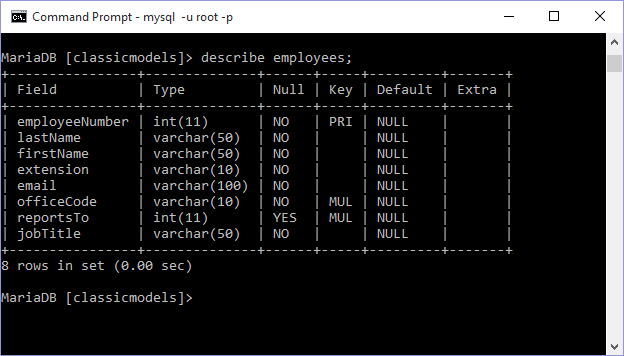 Command Prompt - mysql  -u root -p
MariaDB [classicmodels]> describe employees;
+----------------+--------------+------+-----+---------+-------+
| Field          | Type         | Null | Key | Default | Extra |
+----------------+--------------+------+-----+---------+-------+
| employeeNumber | int(11)      | NO   | PRI | NULL    |       |
| lastName       | varchar(50)  | NO   |     | NULL    |       |
| firstName      | varchar(50)  | NO   |     | NULL    |       |
| extension      | varchar(10)  | NO   |     | NULL    |       |
| email          | varchar(100) | NO   |     | NULL    |       |
| officeCode     | varchar(10)  | NO   | MUL | NULL    |       |
| reportsTo      | int(11)      | YES  | MUL | NULL    |       |
| jobTitle       | varchar(50)  | NO   |     | NULL    |       |
+----------------+--------------+------+-----+---------+-------+
8 rows in set (0.00 sec)
MariaDB [classicmodels]>